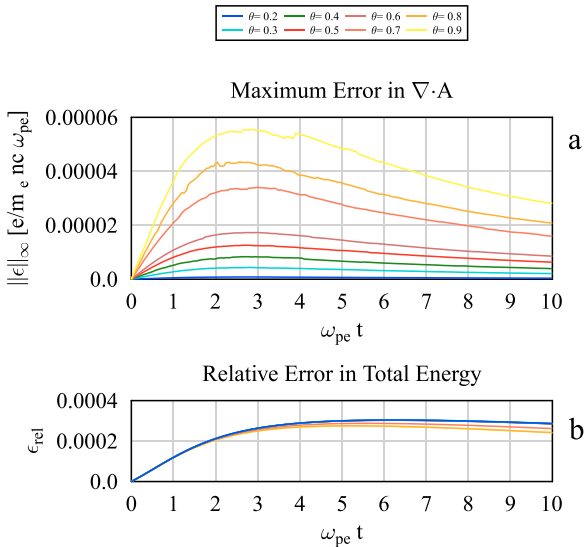 θ= 0.2 θ= 0.4 θ= 0.6 θ= 0.8
θ= 0.3 θ= 0.5 θ= 0.7 θ= 0.9
Maximum Error in ∇·A
a
||ϵ||∞ [e/m e nc ωpe]
0.00006
0.00004
0.00002
0.0
0 1 2 3 4 5 6 7 8 9 10
ωpe t
Relative Error in Total Energy
b
ϵrel
0.0004
0.0002
0.0
0 1 2 3 4 5 6 7 8 9 10
ωpe t